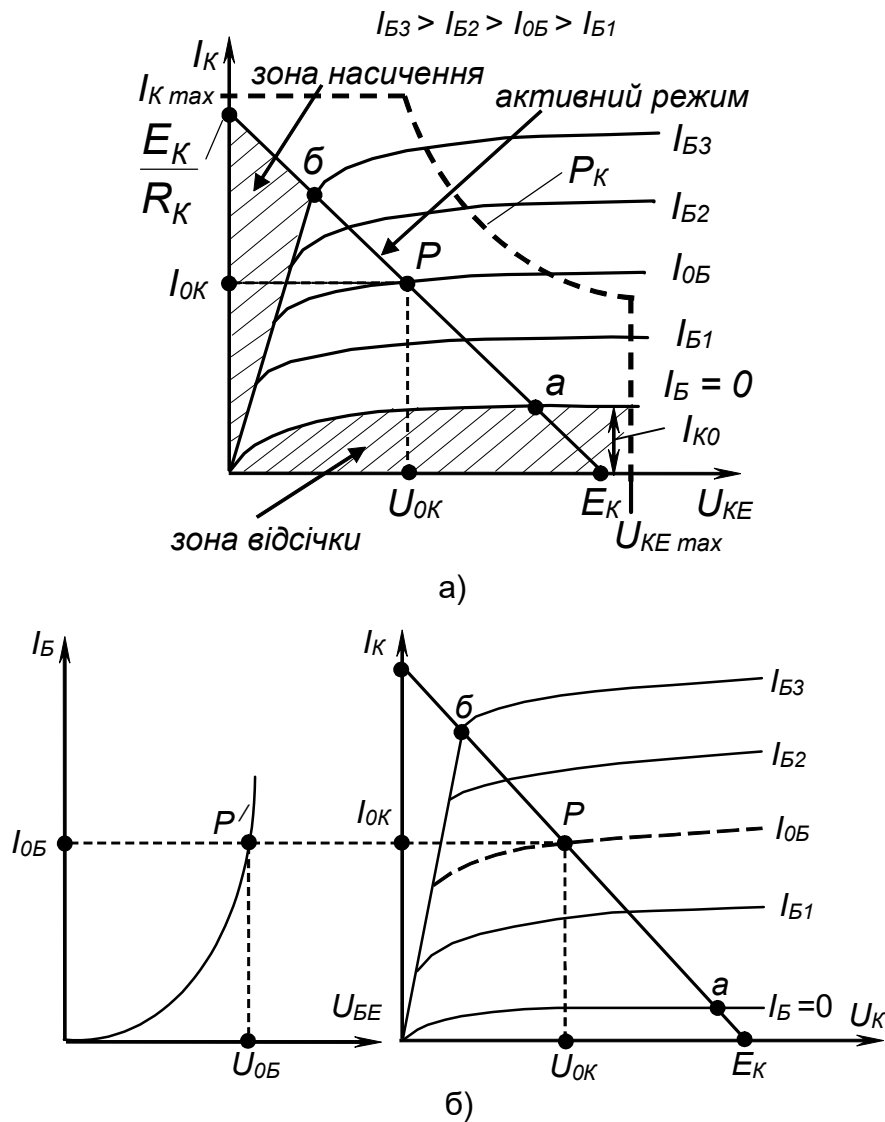 I_Б3 > I_Б2 > I_0Б > I_Б1
I_К
зона насичення
I_К max
активний режим
E_К
R_К
б
I_Б3
P_К
I_Б2
P
I_0К
I_0Б
I_Б1
а
I_Б = 0
I_К0
U_0К
E_К
U_КЕ
зона відсічки
U_КЕ max
а)
I_Б
I_К
б
I_Б3
I_Б2
P′
I_0К
P
I_0Б
I_0Б
I_Б1
а
I_Б =0
U_БЕ
U_К
U_0Б
U_0К
E_К
б)